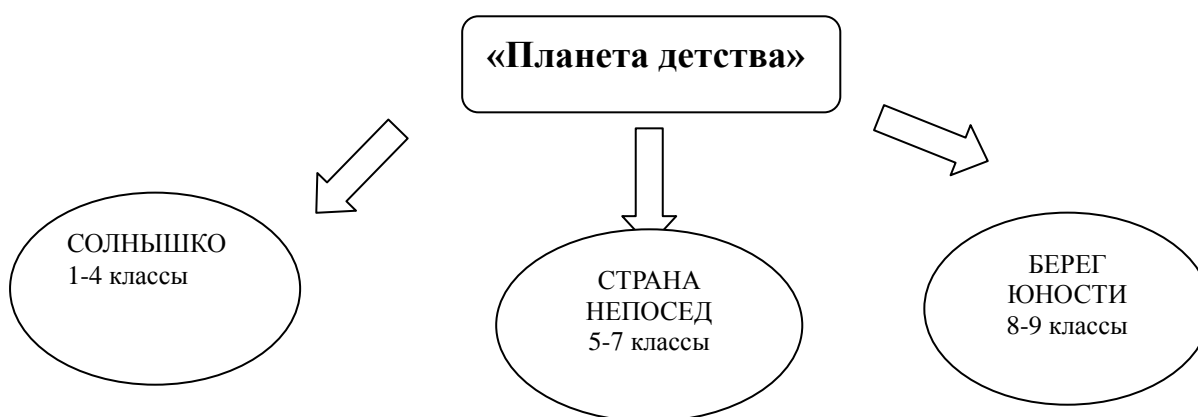 «Планета детства»
СОЛНЫШКО
1-4 классы
СТРАНА
НЕПОСЕД
5-7 классы
БЕРЕГ
ЮНОСТИ
8-9 классы